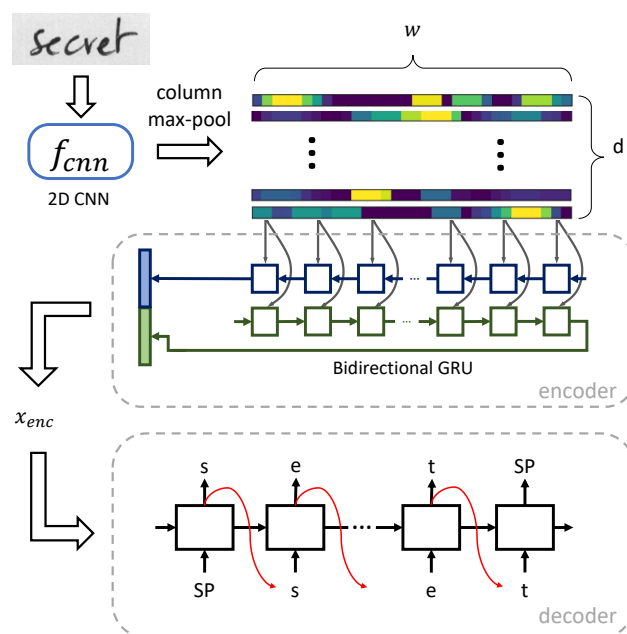 secret
w
column
max-pool
f_cnn
2D CNN
d
...
...
Bidirectional GRU
encoder
x_enc
s e t SP
...
SP s e t
decoder